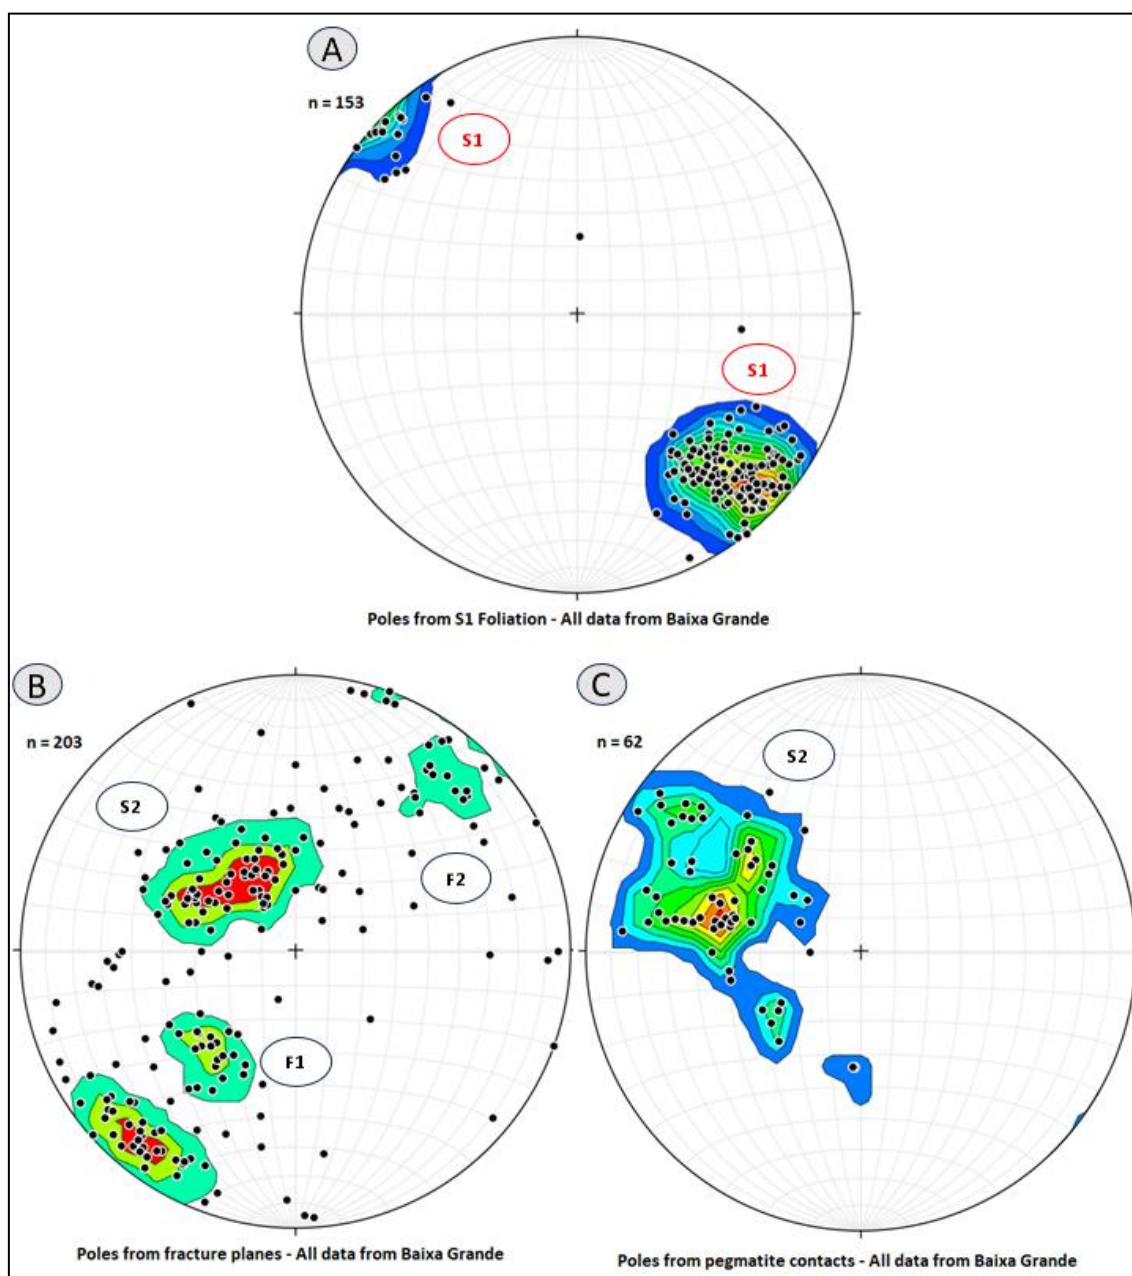 A
n = 153
S1
S1
Poles from S1 Foliation - All data from Baixa Grande
B
n = 203
S2
F2
F1
Poles from fracture planes - All data from Baixa Grande
C
n = 62
S2
Poles from pegmatite contacts - All data from Baixa Grande